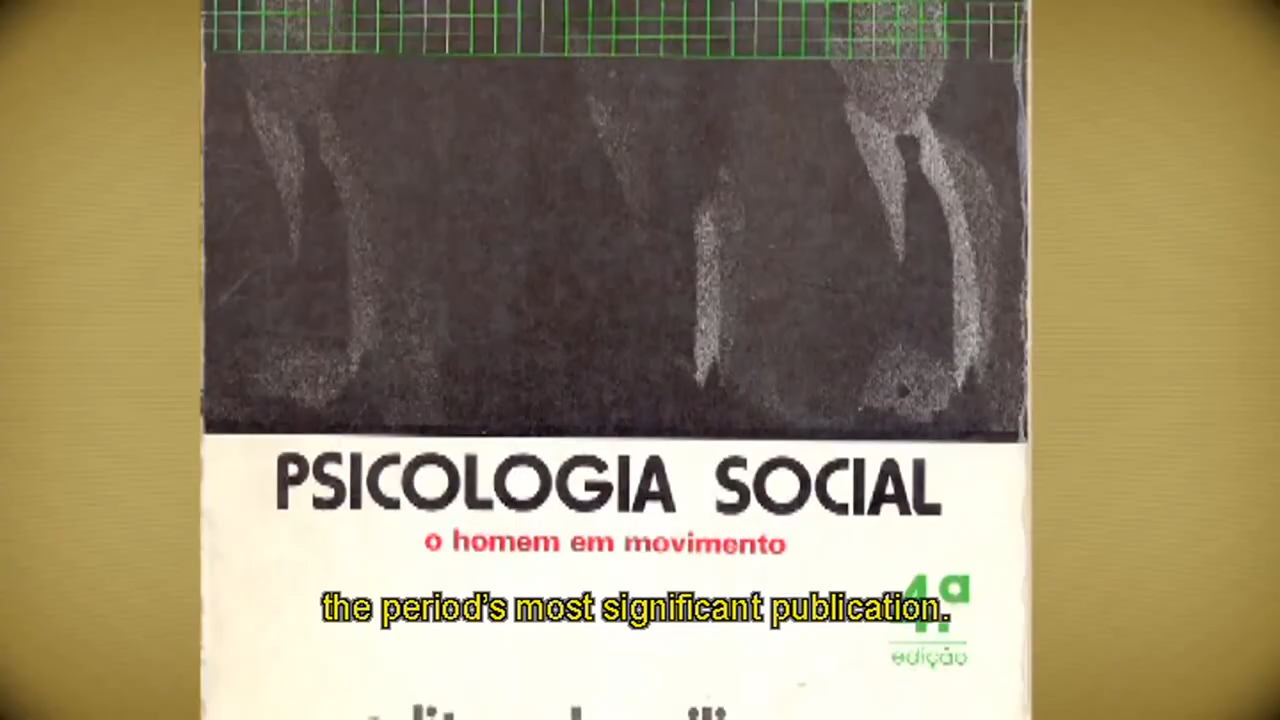 PSICOLOGIA SOCIAL
o homem em movimento
4.ª
the period's most significant publication.
edição